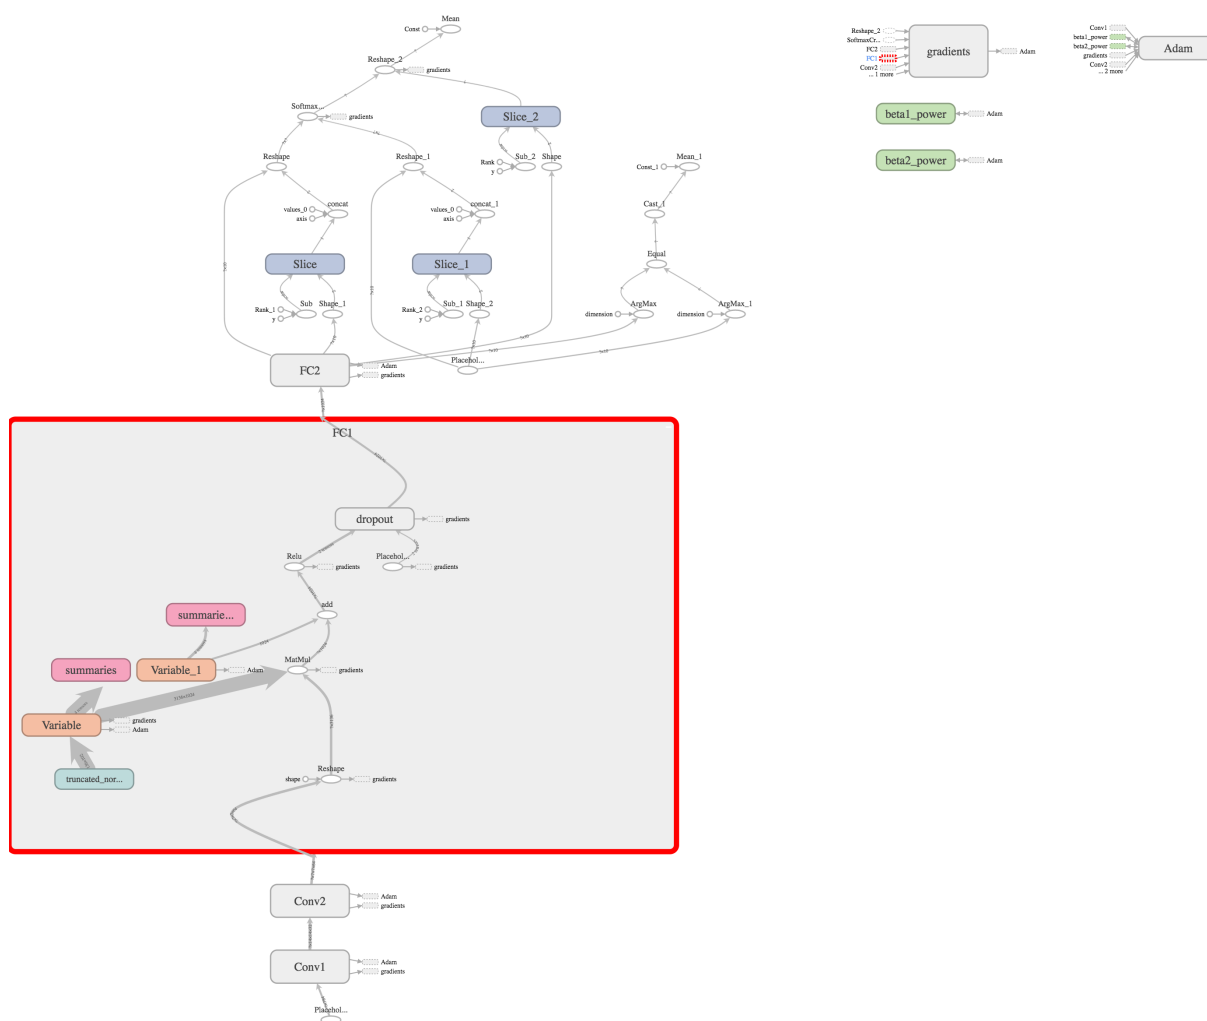 Mean
Const
Reshape_2
gradients
Softmax...
gradients
Slice_2
Reshape
Reshape_1
Rank
y
Sub_2
Shape
Const_1
Mean_1
values_0
axis
concat
values_0
axis
concat_1
Cast_1
Slice
Slice_1
Equal
Rank_1
y
Sub
Shape_1
Rank_2
y
Sub_1
Shape_2
dimension
ArgMax
dimension
ArgMax_1
FC2
Adam
gradients
Placehol...
FC1
dropout
gradients
Relu
gradients
Placehol...
gradients
add
summarie...
summaries
Variable_1
Adam
MatMul
gradients
Variable
gradients
Adam
truncated_nor...
shape
Reshape
gradients
Conv2
Adam
gradients
Conv1
Adam
gradients
Placehol...
Reshape_2
SoftmaxCr...
FC2
FC1
Conv2
... 1 more
gradients
Adam
Conv1
beta1_power
beta2_power
gradients
Conv2
... 2 more
Adam
beta1_power
Adam
beta2_power
Adam